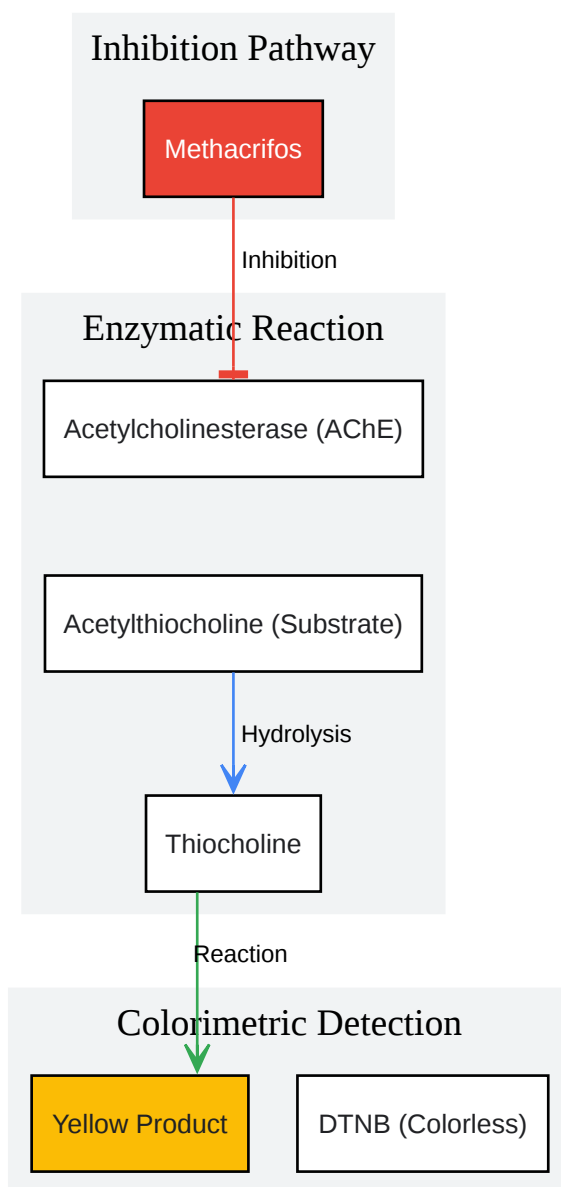 Inhibition Pathway
Methacrifos
Inhibition
Enzymatic Reaction
Acetylcholinesterase (AChE)
Acetylthiocholine (Substrate)
Hydrolysis
Thiocholine
Reaction
Colorimetric Detection
Yellow Product
DTNB (Colorless)